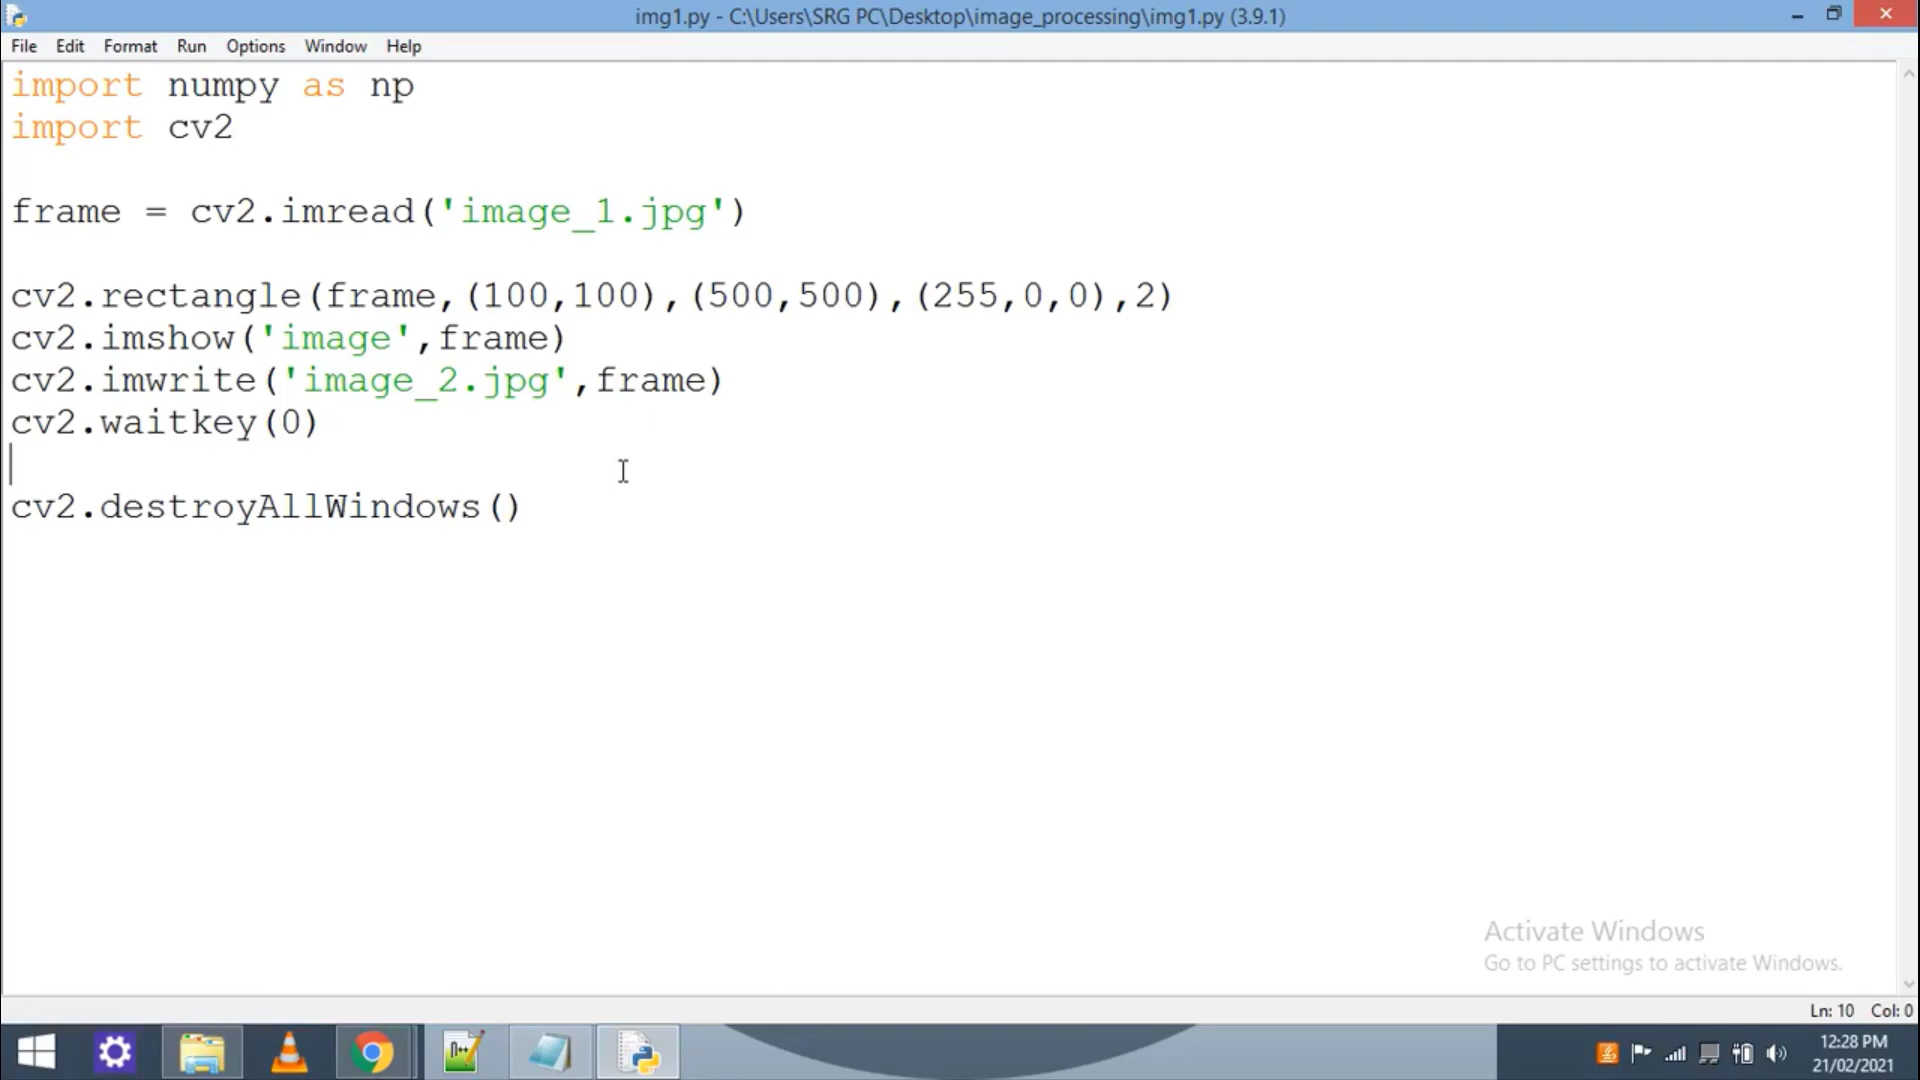 img1.py - C:\Users\SRG PC\Desktop\image_processing\img1.py (3.9.1)
File Edit Format Run Options Window Help
import numpy as np
import cv2
frame = cv2.imread('image_1.jpg')
cv2.rectangle(frame,(100,100),(500,500),(255,0,0),2)
cv2.imshow('image',frame)
cv2.imwrite('image_2.jpg',frame)
cv2.waitkey(0)
cv2.destroyAllWindows()
Activate Windows
Go to PC settings to activate Windows.
Ln: 10 Col: 0
12:28 PM
21/02/2021